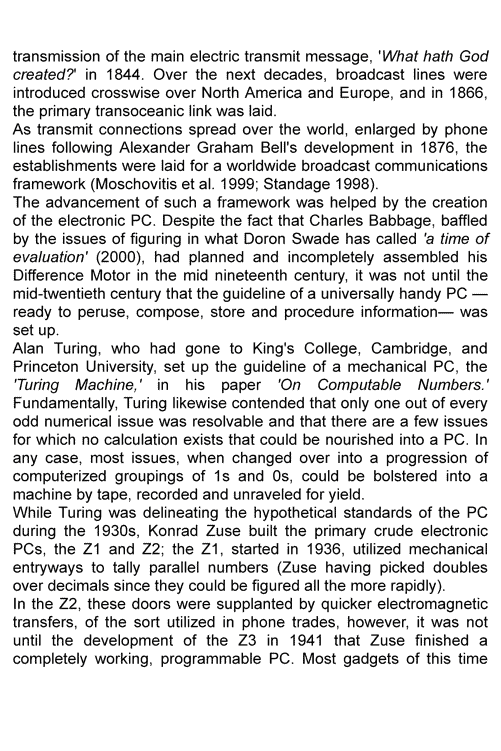 transmission of the main electric transmit message, 'What hath God
created?' in 1844. Over the next decades, broadcast lines were
introduced crosswise over North America and Europe, and in 1866,
the primary transoceanic link was laid.
As transmit connections spread over the world, enlarged by phone
lines following Alexander Graham Bell's development in 1876, the
establishments were laid for a worldwide broadcast communications
framework (Moschovitis et al. 1999; Standage 1998).
The advancement of such a framework was helped by the creation
of the electronic PC. Despite the fact that Charles Babbage, baffled
by the issues of figuring in what Doron Swade has called 'a time of
evaluation' (2000), had planned and incompletely assembled his
Difference Motor in the mid nineteenth century, it was not until the
mid-twentieth century that the guideline of a universally handy PC —
ready to peruse, compose, store and procedure information— was
set up.
Alan Turing, who had gone to King's College, Cambridge, and
Princeton University, set up the guideline of a mechanical PC, the
'Turing Machine,' in his paper 'On Computable Numbers.'
Fundamentally, Turing likewise contended that only one out of every
odd numerical issue was resolvable and that there are a few issues
for which no calculation exists that could be nourished into a PC. In
any case, most issues, when changed over into a progression of
computerized groupings of 1s and 0s, could be bolstered into a
machine by tape, recorded and unraveled for yield.
While Turing was delineating the hypothetical standards of the PC
during the 1930s, Konrad Zuse built the primary crude electronic
PCs, the Z1 and Z2; the Z1, started in 1936, utilized mechanical
entryways to tally parallel numbers (Zuse having picked doubles
over decimals since they could be figured all the more rapidly).
In the Z2, these doors were supplanted by quicker electromagnetic
transfers, of the sort utilized in phone trades, however, it was not
until the development of the Z3 in 1941 that Zuse finished a
completely working, programmable PC. Most gadgets of this time